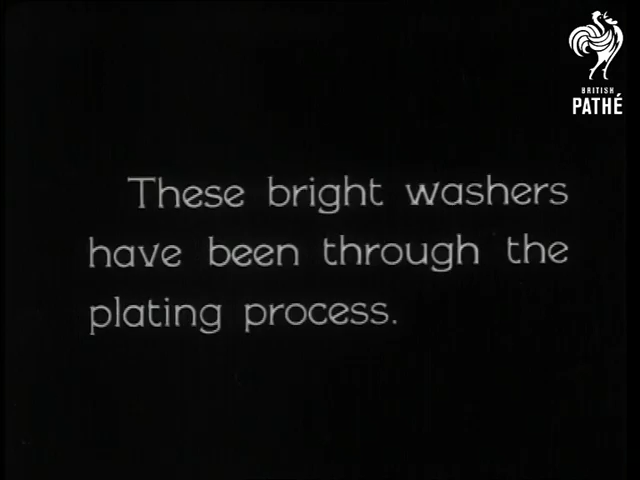 BRITISH
PATHÉ
These bright washers
have been through the
plating process.